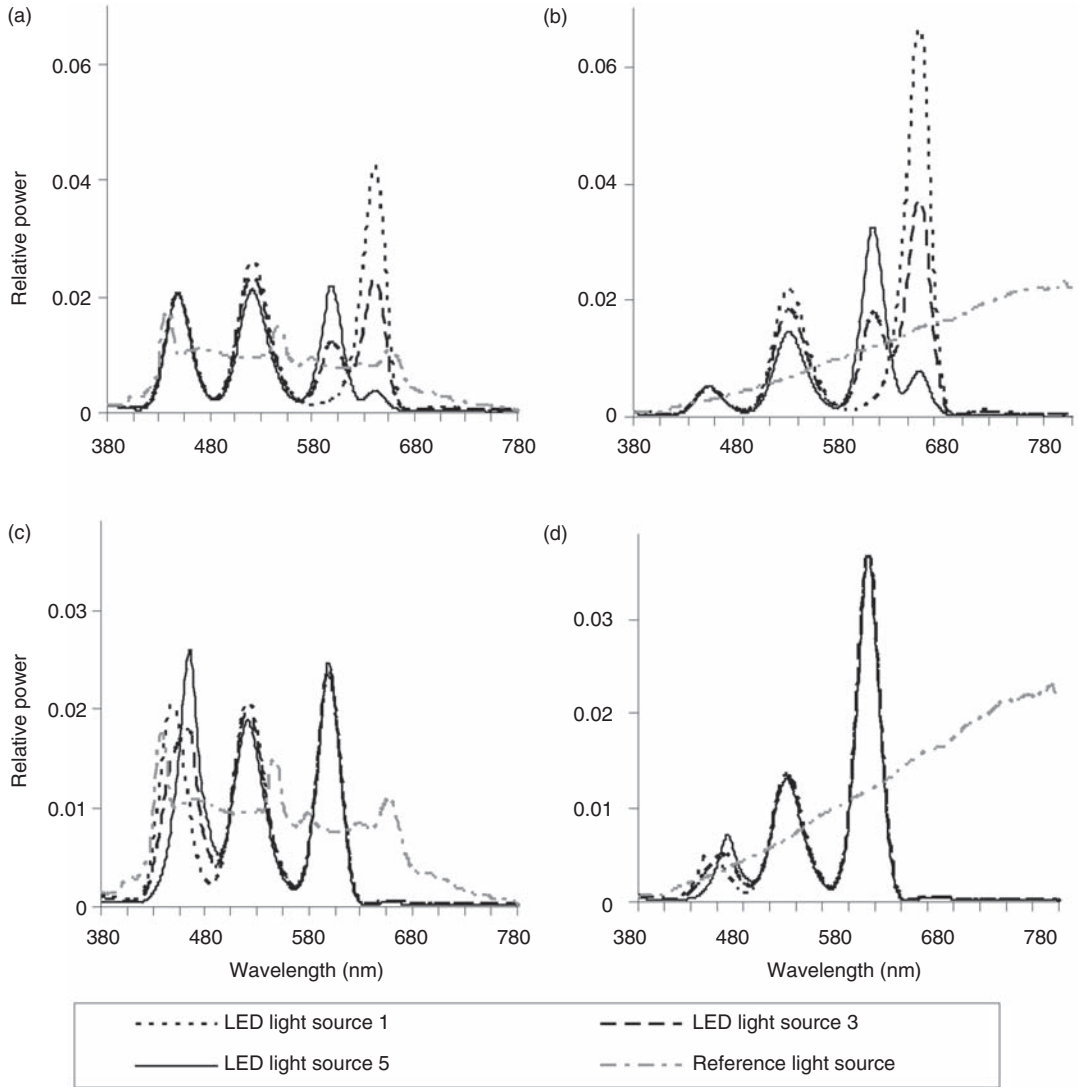 (a)
(b)
0.06
0.04
0.02
0
Relative power
380 480 580 680 780
0.06
0.04
0.02
0
380 480 580 680 780
(c)
(d)
0.03
0.02
0.01
0
Relative power
380 480 580 680 780
Wavelength (nm)
0.03
0.02
0.01
0
380 480 580 680 780
Wavelength (nm)
LED light source 1
LED light source 3
LED light source 5
Reference light source